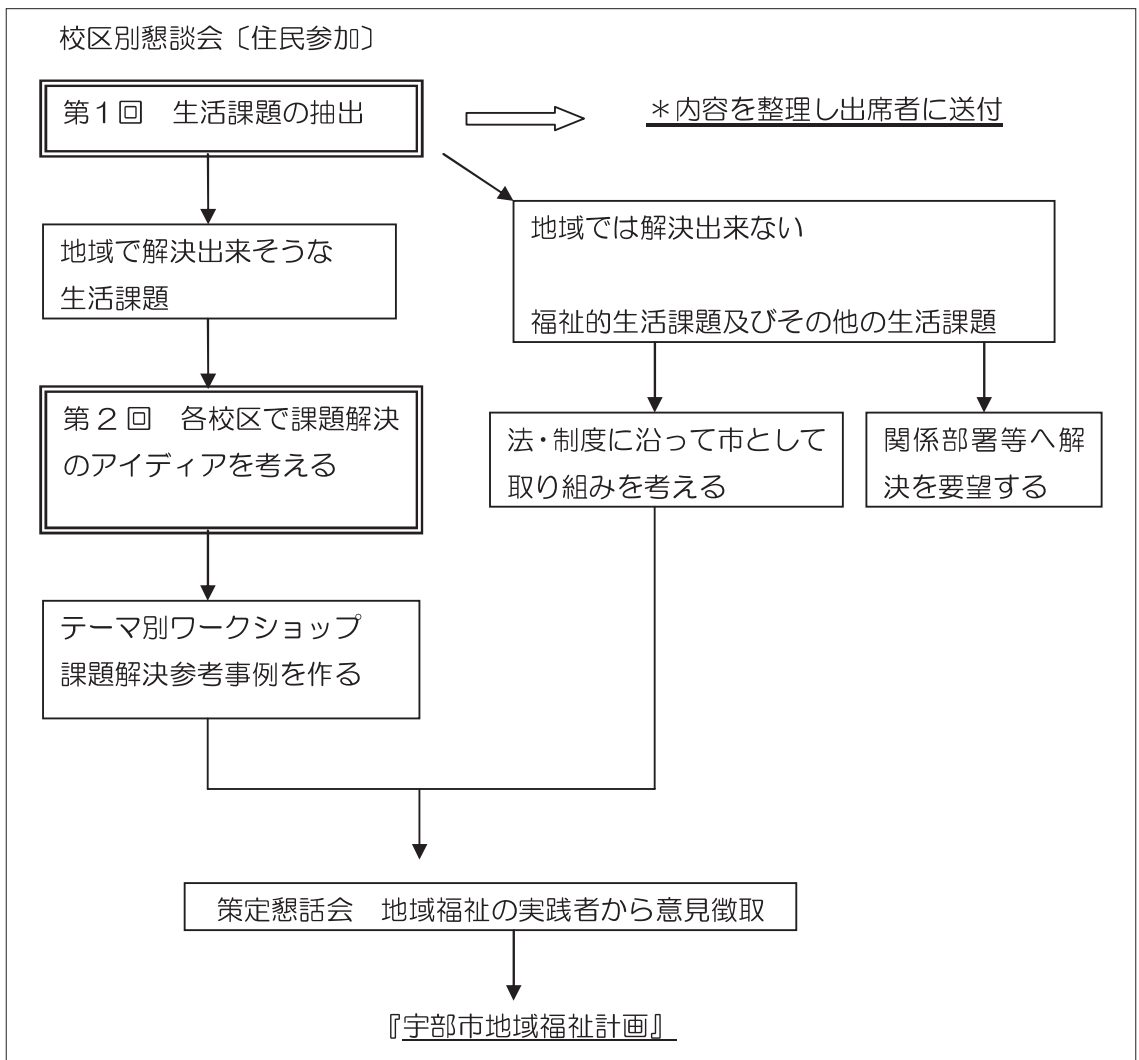 校区別懇談会〔住民参加〕
第１回　生活課題の抽出
＊内容を整理し出席者に送付
地域で解決出来そうな
生活課題
地域では解決出来ない
福祉的生活課題及びその他の生活課題
第２回　各校区で課題解決
のアイディアを考える
法・制度に沿って市として
取り組みを考える
関係部署等へ解
決を要望する
テーマ別ワークショップ
課題解決参考事例を作る
策定懇話会　地域福祉の実践者から意見徴取
『宇部市地域福祉計画』